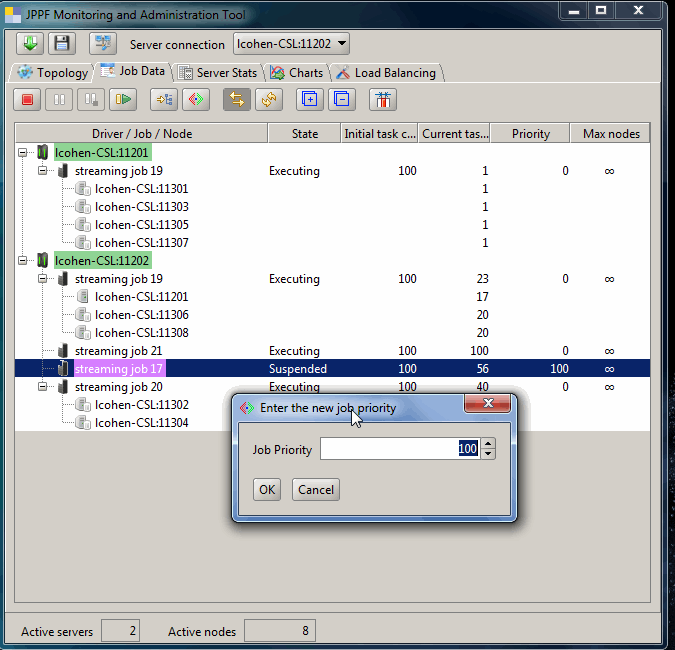 JPPF Monitoring and Administration Tool
Server connection lcohen-CSL:11202
Topology Job Data Server Stats Charts Load Balancing
Driver / Job / Node State Initial task c... Current tas... Priority Max nodes
lcohen-CSL:11201
streaming job 19 Executing 100 1 0 ∞
lcohen-CSL:11301 1
lcohen-CSL:11303 1
lcohen-CSL:11305 1
lcohen-CSL:11307 1
lcohen-CSL:11202
streaming job 19 Executing 100 23 0 ∞
lcohen-CSL:11201 17
lcohen-CSL:11306 20
lcohen-CSL:11308 20
streaming job 21 Executing 100 100 0 ∞
streaming job 17 Suspended 100 56 100 ∞
streaming job 20 Executing 100 40 0 ∞
lcohen-CSL:11302
lcohen-CSL:11304
Enter the new job priority
Job Priority 100
OK Cancel
Active servers 2 Active nodes 8